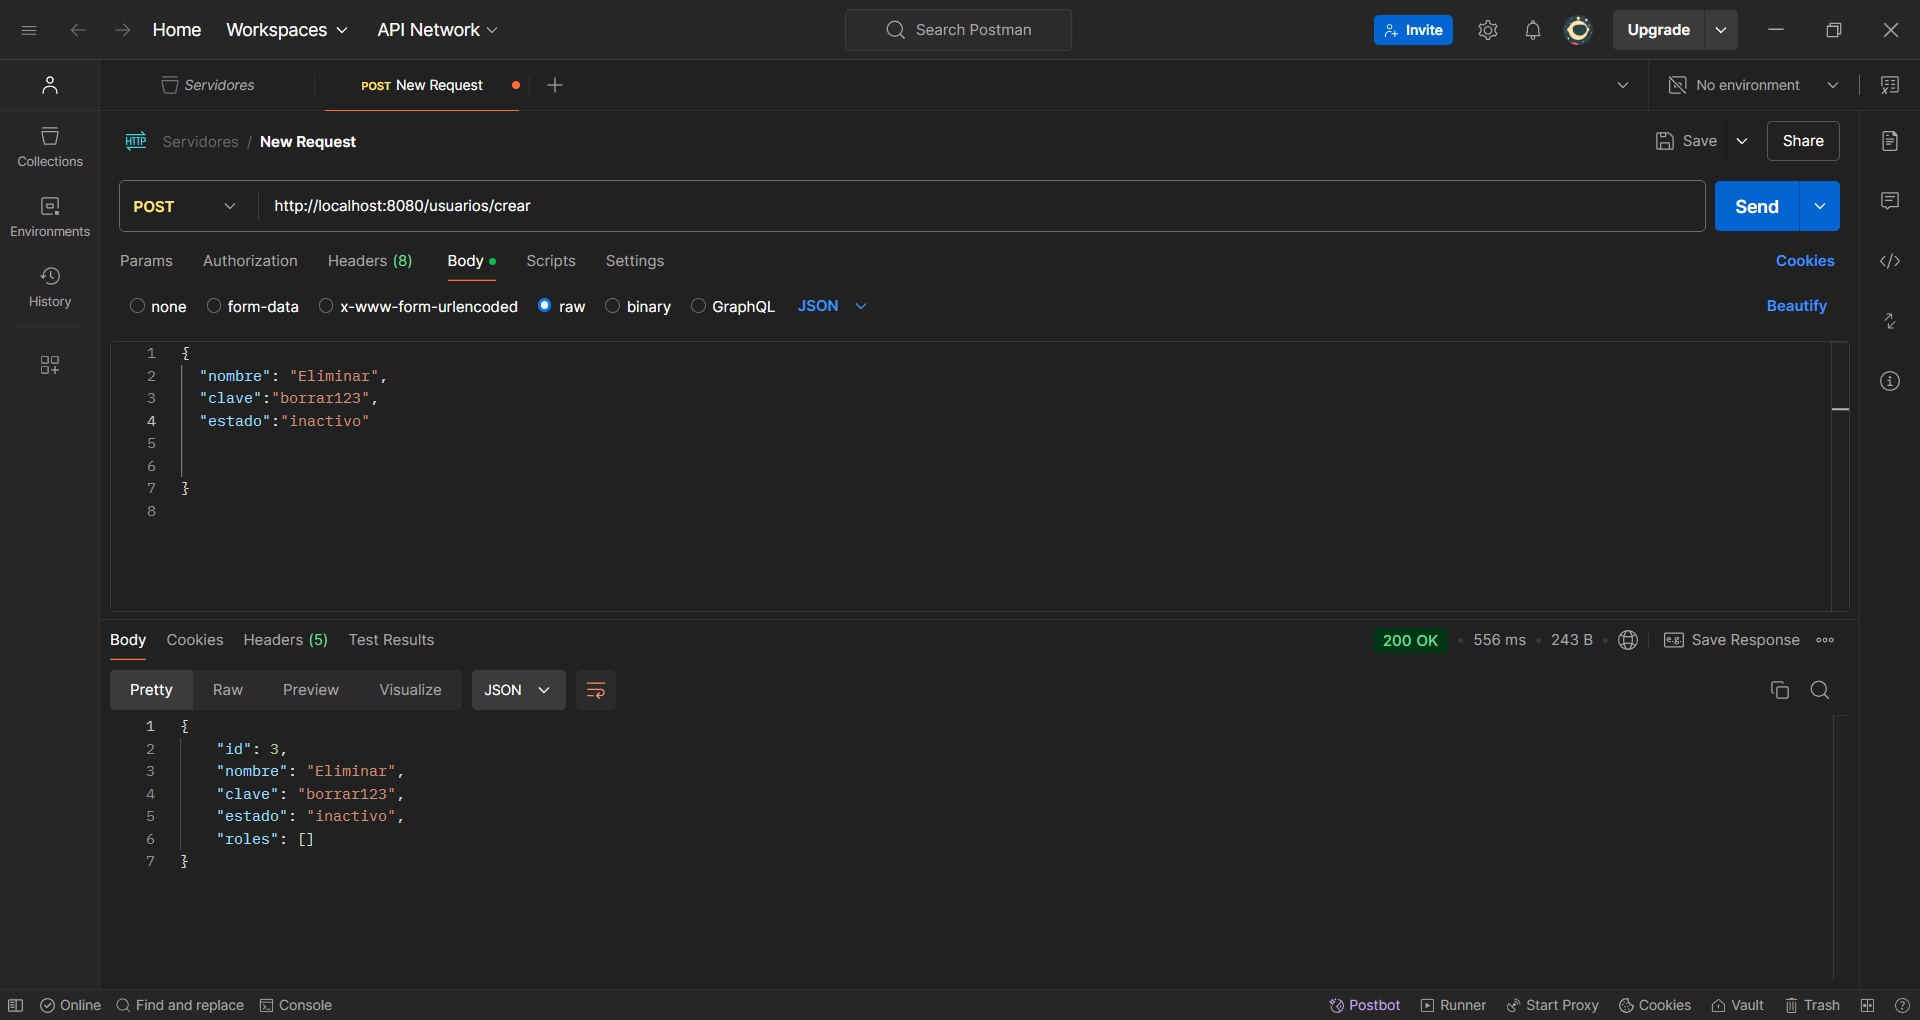 Home Workspaces API Network Search Postman Invite Upgrade
Servidores POST New Request No environment
HTTP Servidores / New Request Save Share
Collections
Environments
History
POST http://localhost:8080/usuarios/crear Send
Params Authorization Headers (8) Body Scripts Settings Cookies
none form-data x-www-form-urlencoded raw binary GraphQL JSON Beautify
1 {
2 "nombre": "Eliminar",
3 "clave":"borrar123",
4 "estado":"inactivo"
5
6
7 }
8
Body Cookies Headers (5) Test Results 200 OK 556 ms 243 B e.g. Save Response
Pretty Raw Preview Visualize JSON
1 {
2 "id": 3,
3 "nombre": "Eliminar",
4 "clave": "borrar123",
5 "estado": "inactivo",
6 "roles": []
7 }
Online Find and replace Console Postbot Runner Start Proxy Cookies Vault Trash